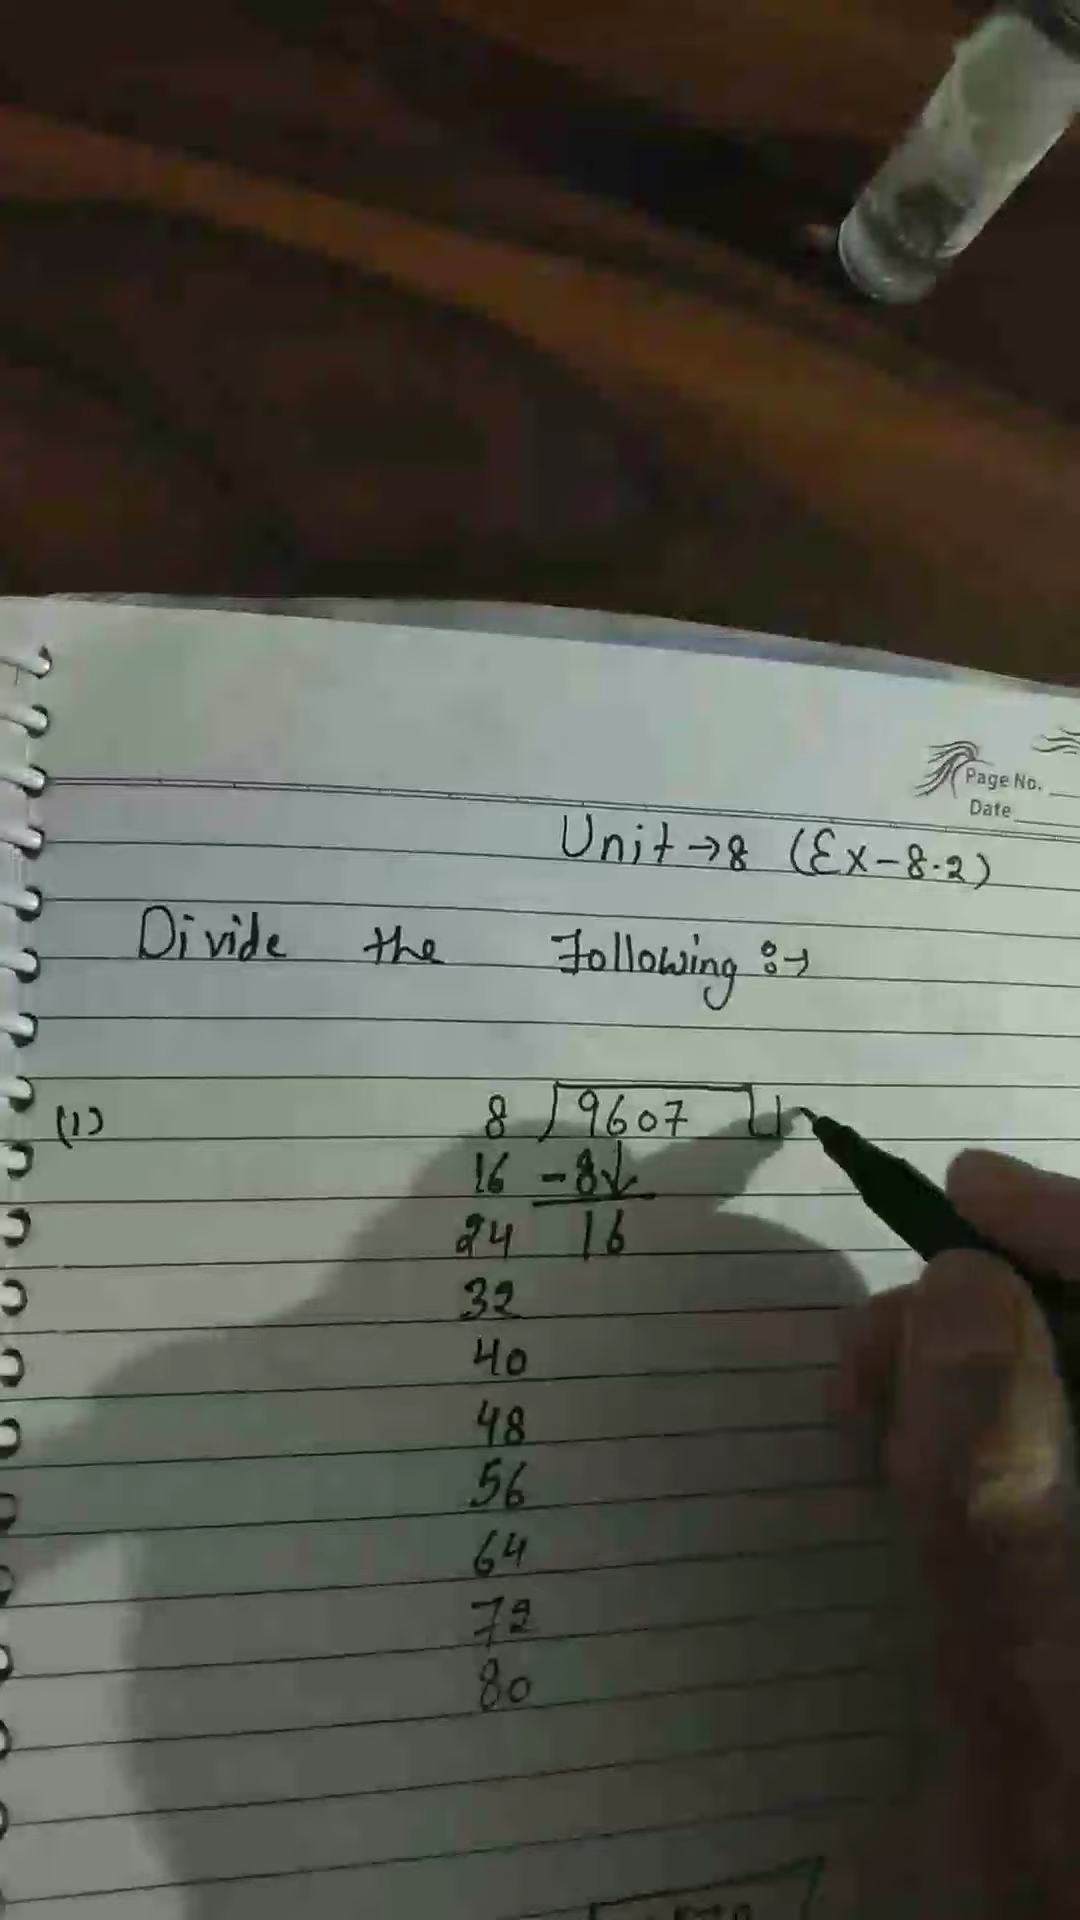 Page No.
Date
Unit → 8 (Ex-8.2)
Divide the Following :→
(1) 8 ) 9607 1
16 -8↓
24 16
32
40
48
56
64
72
80